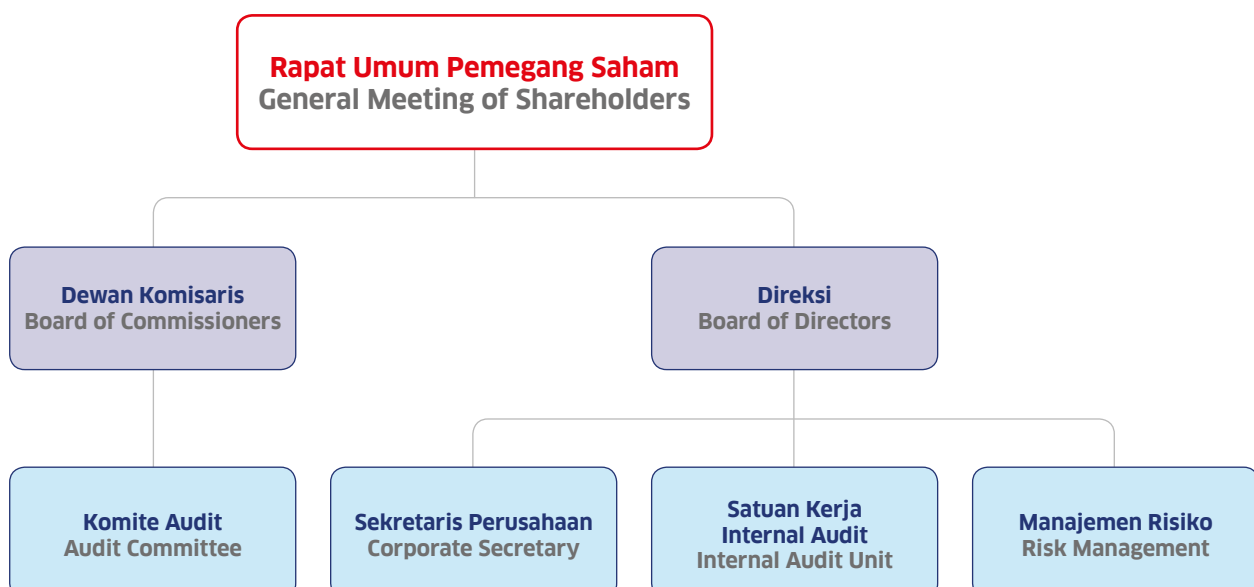 Rapat Umum Pemegang Saham
General Meeting of Shareholders
Dewan Komisaris
Board of Commissioners
Direksi
Board of Directors
Komite Audit
Audit Committee
Sekretaris Perusahaan
Corporate Secretary
Satuan Kerja
Internal Audit
Internal Audit Unit
Manajemen Risiko
Risk Management